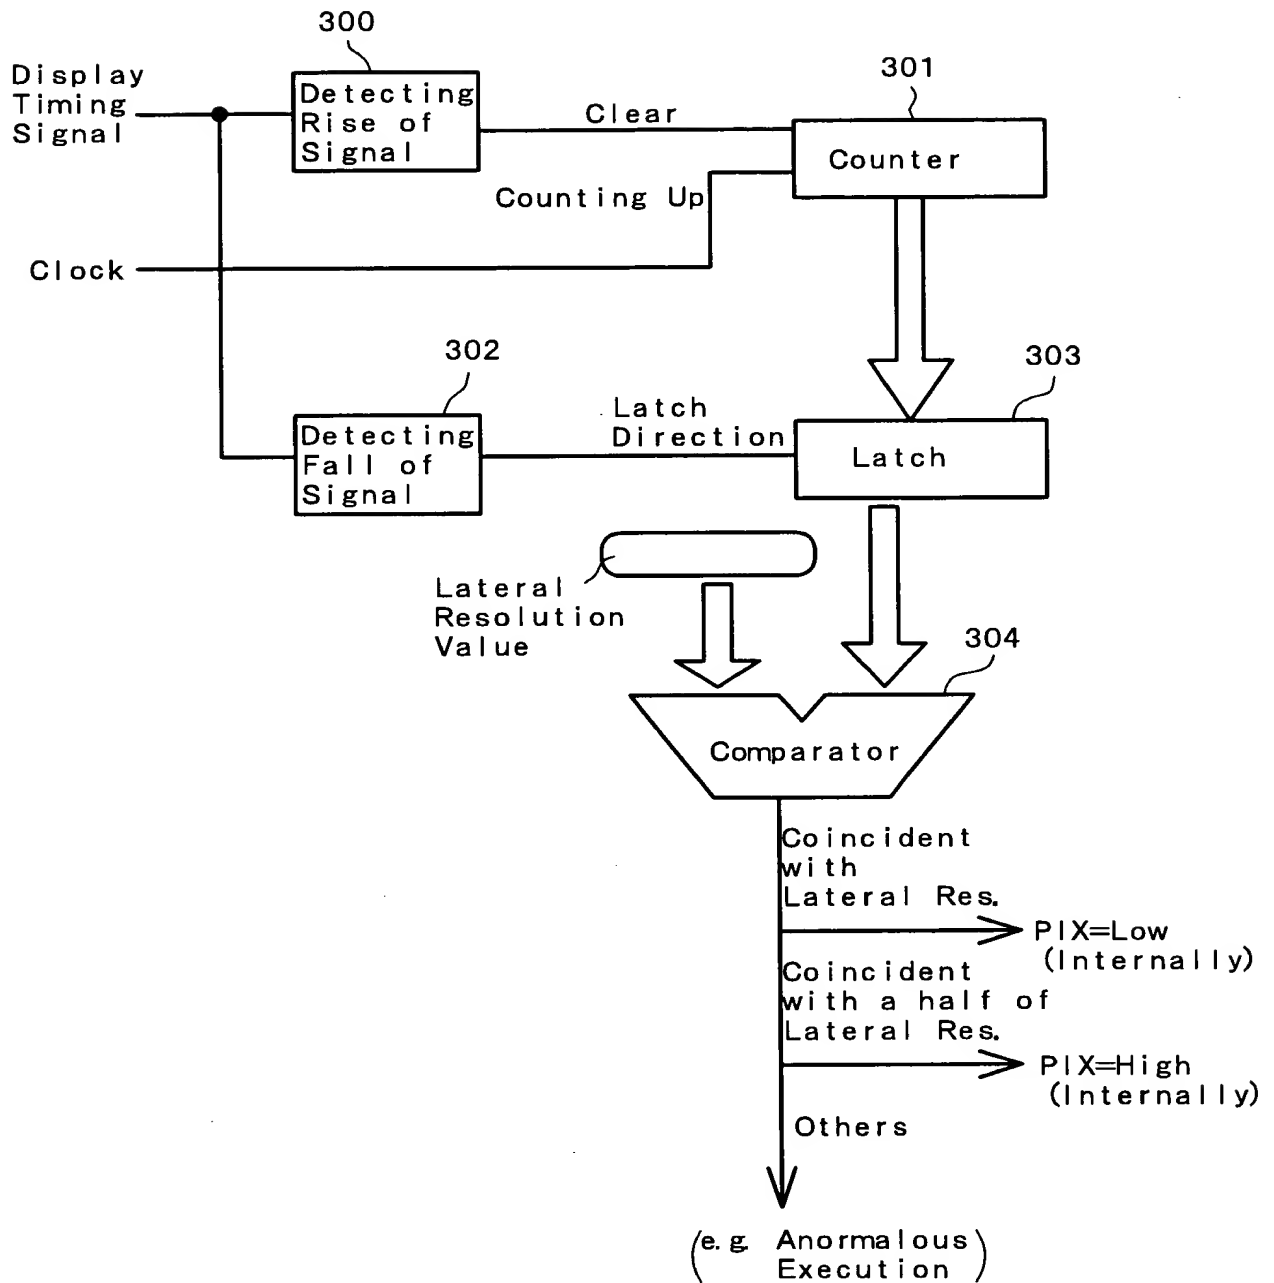 300
Display
Timing
Signal
Detecting
Rise of
Signal
Clear
301
Counter
Counting Up
Clock
302
303
Detecting
Fall of
Signal
Latch
Direction
Latch
Lateral
Resolution
Value
304
Comparator
Coincident
with
Lateral Res.
PIX=Low
(Internally)
Coincident
with a half of
Lateral Res.
PIX=High
(Internally)
Others
(e.g. Anormalous
Execution)